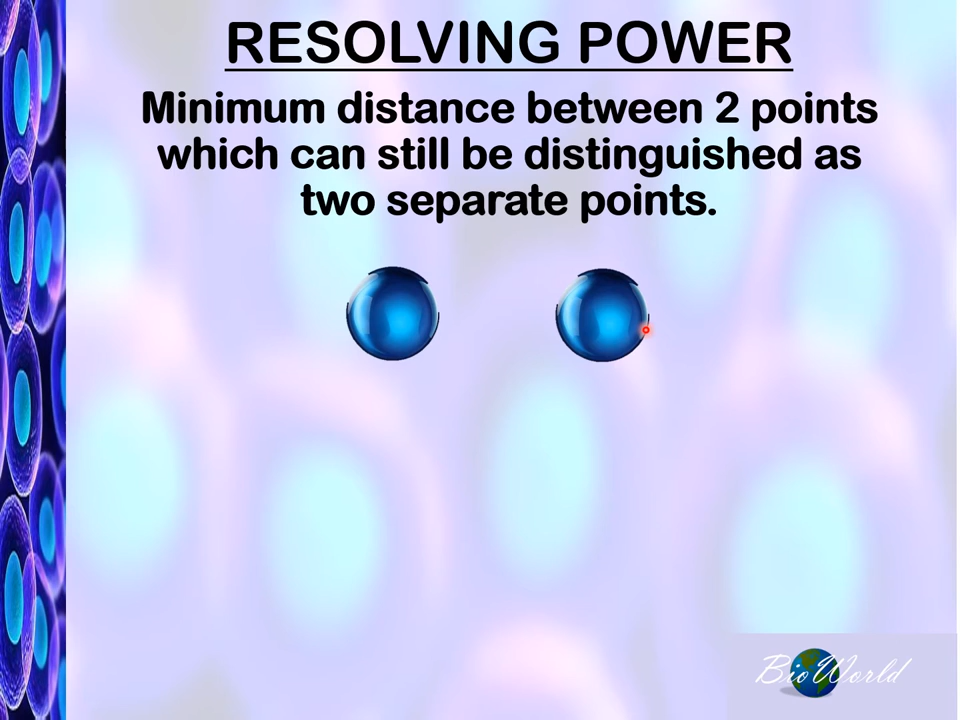 RESOLVING POWER
Minimum distance between 2 points
which can still be distinguished as
two separate points.
BioWorld